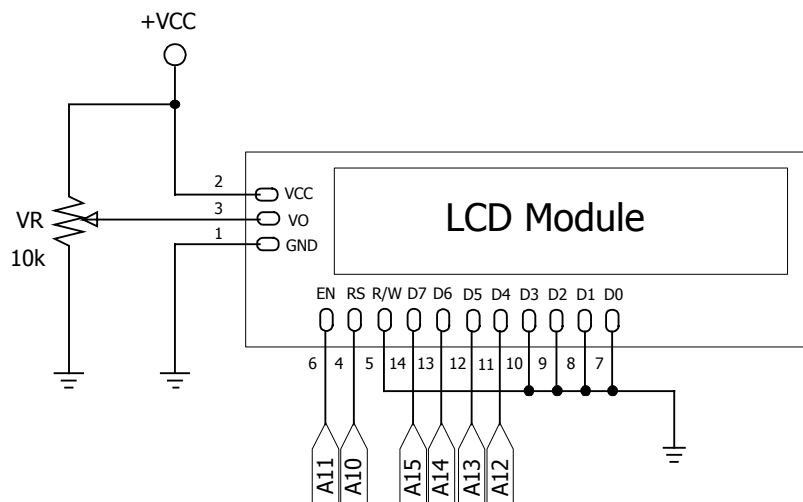 +VCC
2
VCC
LCD Module
VR
3
VO
10k
1
GND
EN RS R/W D7 D6 D5 D4 D3 D2 D1 D0
6 4 5 14 13 12 11 10 9 8 7
A11
A10
A15
A14
A13
A12